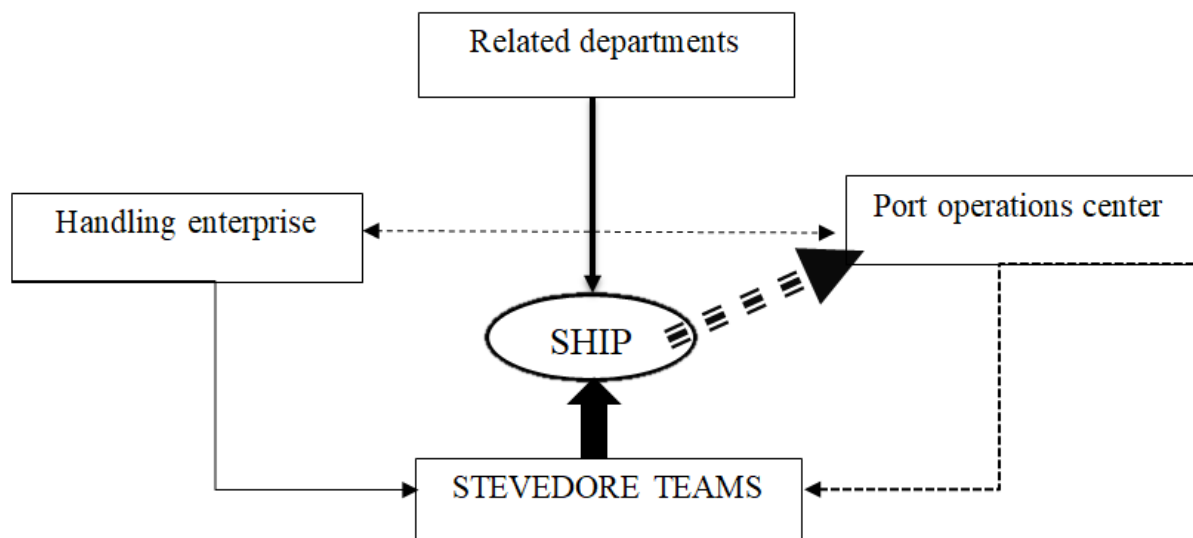 Related departments
Handling enterprise
Port operations center
SHIP
STEVEDORE TEAMS